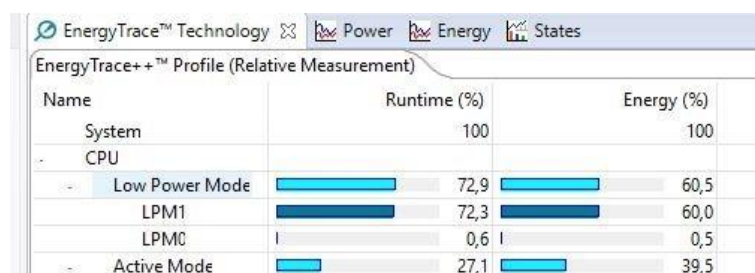 EnergyTrace™ Technology Power Energy States
EnergyTrace++™ Profile (Relative Measurement)
Name Runtime (%) Energy (%)
System 100 100
CPU
Low Power Mode 72,9 60,5
LPM1 72,3 60,0
LPM0 0,6 0,5
Active Mode 27,1 39,5